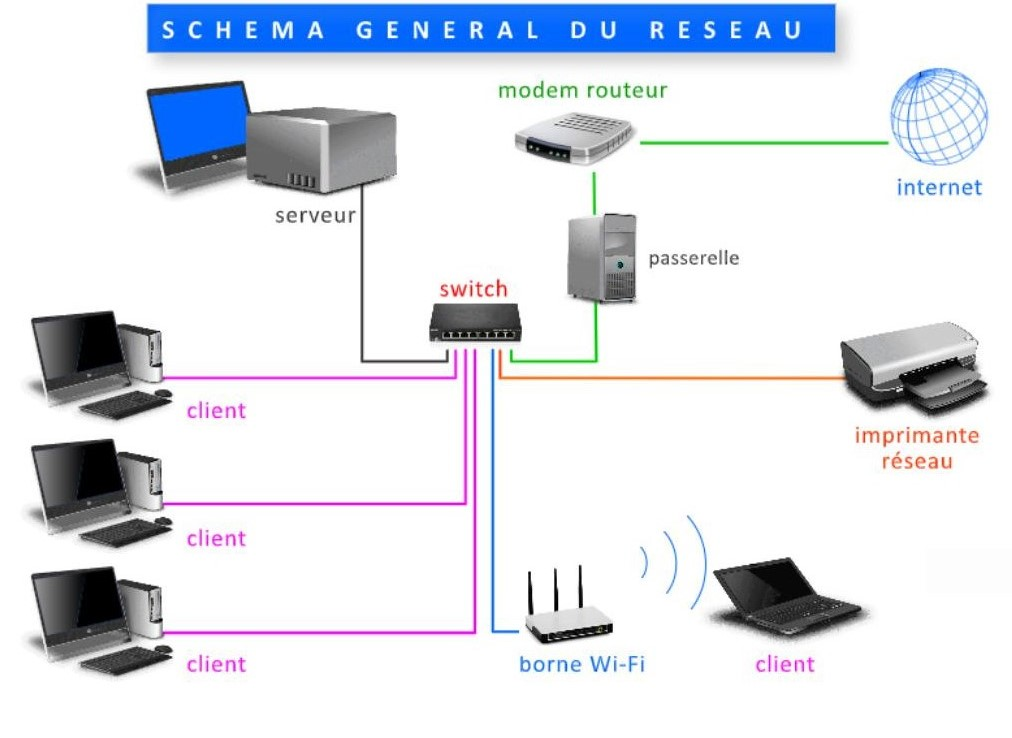 SCHEMA GENERAL DU RESEAU
modem routeur
internet
serveur
passerelle
switch
client
imprimante
réseau
client
client
borne Wi-Fi
client